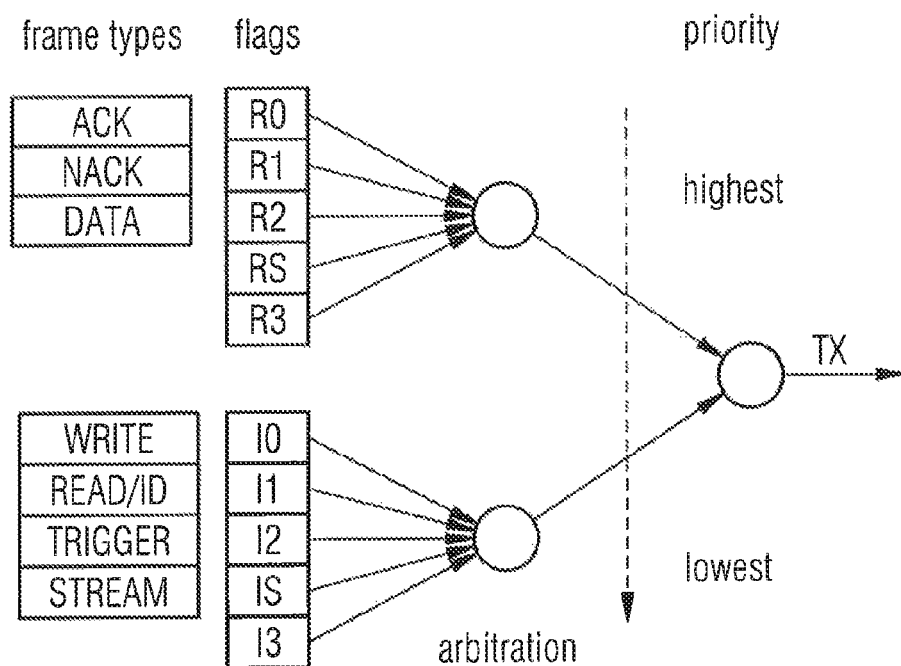 frame types flags priority
ACK R0
NACK R1
DATA R2
RS
R3
highest
TX
WRITE I0
READ/ID I1
TRIGGER I2
STREAM IS
I3
lowest
arbitration